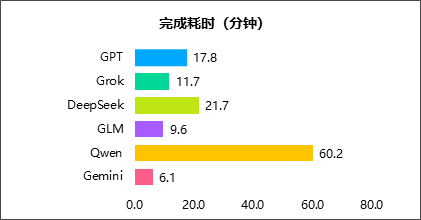 完成耗时（分钟）
GPT 17.8
Grok 11.7
DeepSeek 21.7
GLM 9.6
Qwen 60.2
Gemini 6.1
0.0 20.0 40.0 60.0 80.0